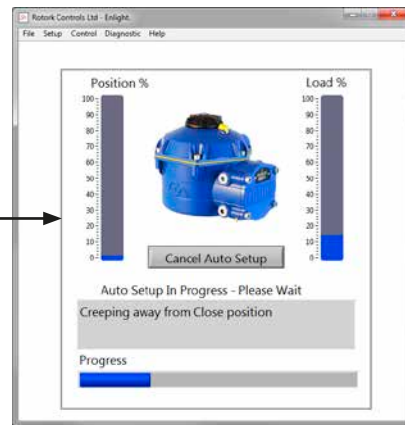 Rotork Controls Ltd - Enlight.
File Setup Control Diagnostic Help
Position % Load %
100 100
90 90
80 80
70 70
60 60
50 50
40 40
30 30
20 20
10 10
0 0
Cancel Auto Setup
Auto Setup In Progress - Please Wait
Creeping away from Close position
Progress